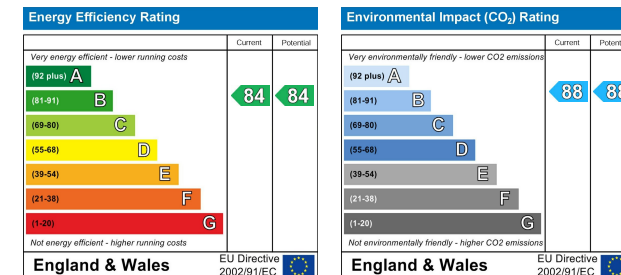 Energy Efficiency Rating
Current Potential
Very energy efficient - lower running costs
(92 plus) A
(81-91) B
84 84
(69-80) C
(55-68) D
(39-54) E
(21-38) F
(1-20) G
Not energy efficient - higher running costs
England & Wales
EU Directive
2002/91/EC
Environmental Impact (CO₂) Rating
Current Potent
Very environmentally friendly - lower CO2 emissions
(92 plus) A
(81-91) B
88 88
(69-80) C
(55-68) D
(39-54) E
(21-38) F
(1-20) G
Not environmentally friendly - higher CO2 emissions
England & Wales
EU Directive
2002/91/EC